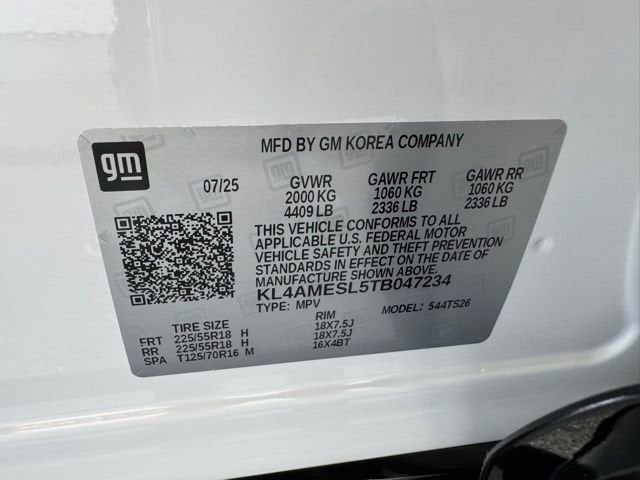 gm
MFD BY GM KOREA COMPANY
07/25 GVWR GAWR FRT GAWR RR
2000 KG 1060 KG 1060 KG
4409 LB 2336 LB 2336 LB
THIS VEHICLE CONFORMS TO ALL
APPLICABLE U.S. FEDERAL MOTOR
VEHICLE SAFETY AND THEFT PREVENTION
STANDARDS IN EFFECT ON THE DATE OF
MANUFACTURE SHOWN ABOVE.
KL4AMESL5TB047234
TYPE: MPV MODEL: 544TS26
TIRE SIZE RIM
FRT 225/55R18 H 18X7.5J
RR 225/55R18 H 18X7.5J
SPA T125/70R16 M 16X4BT